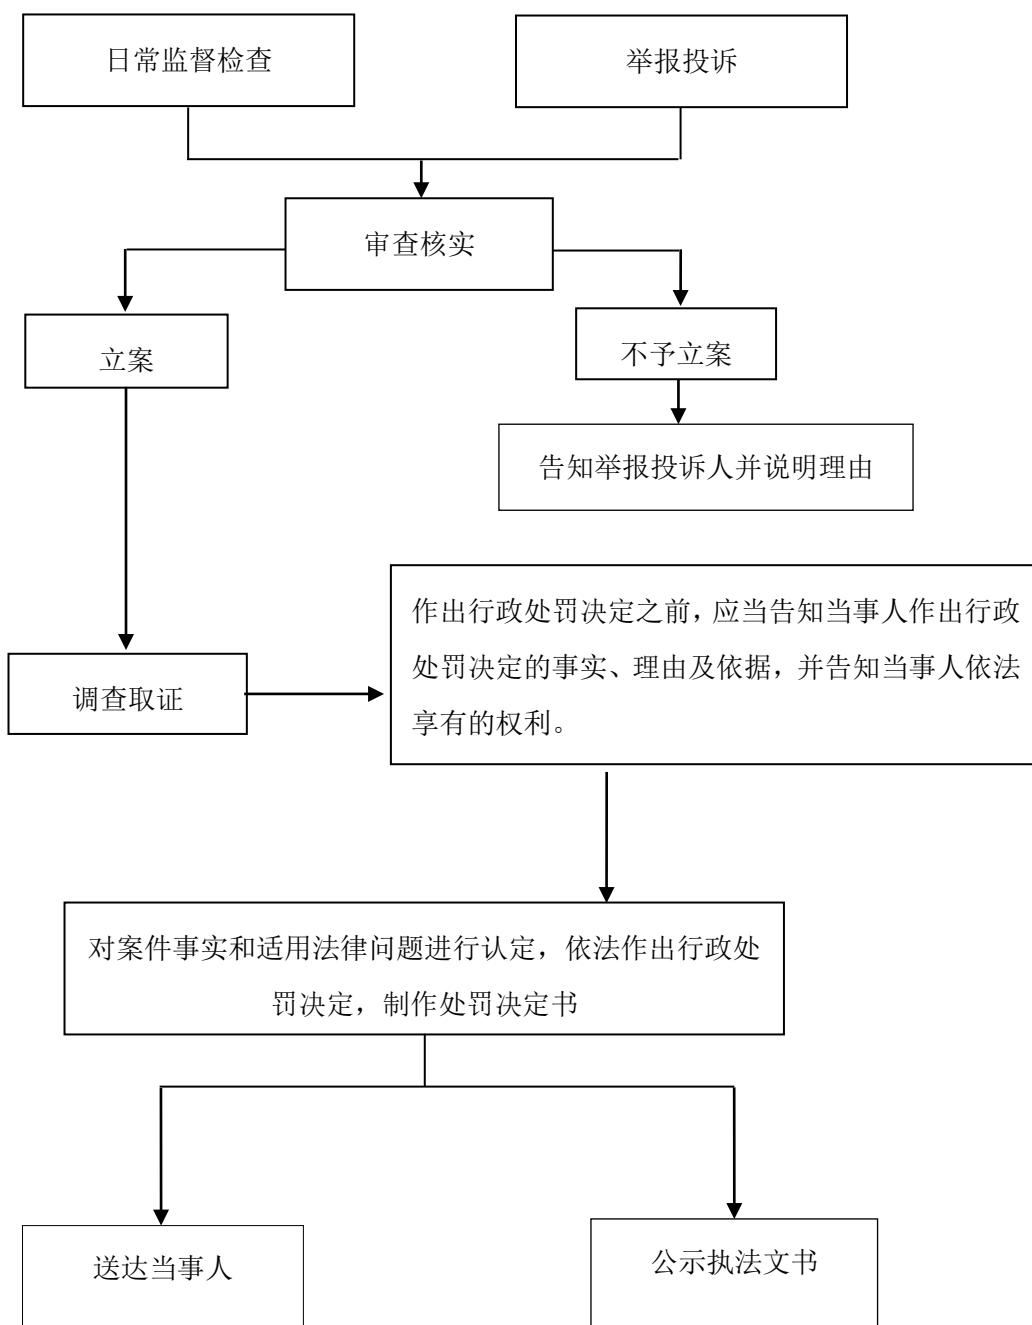 日常监督检查
举报投诉
审查核实
立案
不予立案
告知举报投诉人并说明理由
作出行政处罚决定之前，应当告知当事人作出行政
处罚决定的事实、理由及依据，并告知当事人依法
享有的权利。
调查取证
对案件事实和适用法律问题进行认定，依法作出行政处
罚决定，制作处罚决定书
送达当事人
公示执法文书